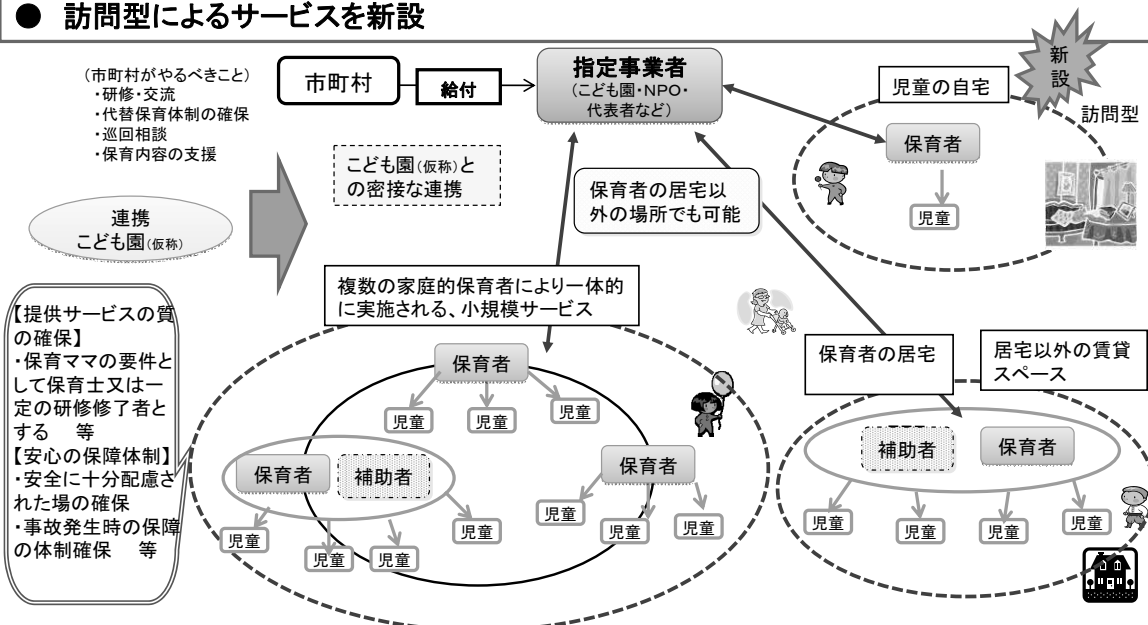 ● 訪問型によるサービスを新設
(市町村がやるべきこと)
・研修・交流
・代替保育体制の確保
・巡回相談
・保育内容の支援
市町村
給付
指定事業者
(こども園・NPO・
代表者など)
児童の自宅
新
設
訪問型
保育者
児童
こども園(仮称)と
の密接な連携
保育者の居宅以
外の場所でも可能
連携
こども園(仮称)
複数の家庭的保育者により一体的
に実施される、小規模サービス
【提供サービスの質
の確保】
・保育ママの要件と
して保育士又は一
定の研修修了者と
する 等
【安心の保障体制】
・安全に十分配慮さ
れた場の確保
・事故発生時の保障
の体制確保 等
保育者
児童
児童
児童
保育者
補助者
児童
児童
児童
児童
保育者
児童
児童
児童
保育者の居宅
居宅以外の賃貸
スペース
補助者
保育者
児童
児童
児童
児童